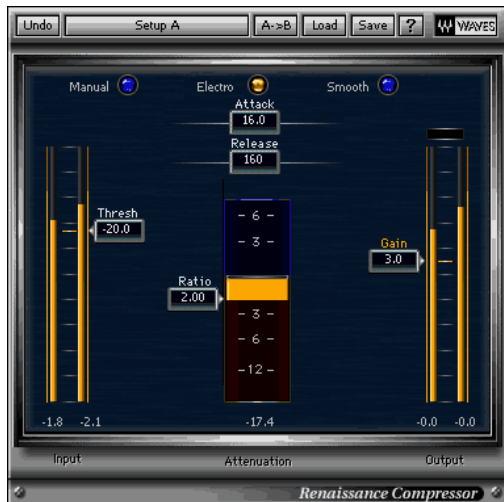 Undo Setup A A->B Load Save ? WAVES
Manual Electro Smooth
Attack
16.0
Release
160
Thresh
-20.0
- 6 -
- 3 -
Gain
3.0
Ratio
2.00
- 3 -
- 6 -
-12-
-1.8 -2.1 -17.4 -0.0 -0.0
Input Attenuation Output
Renaissance Compressor